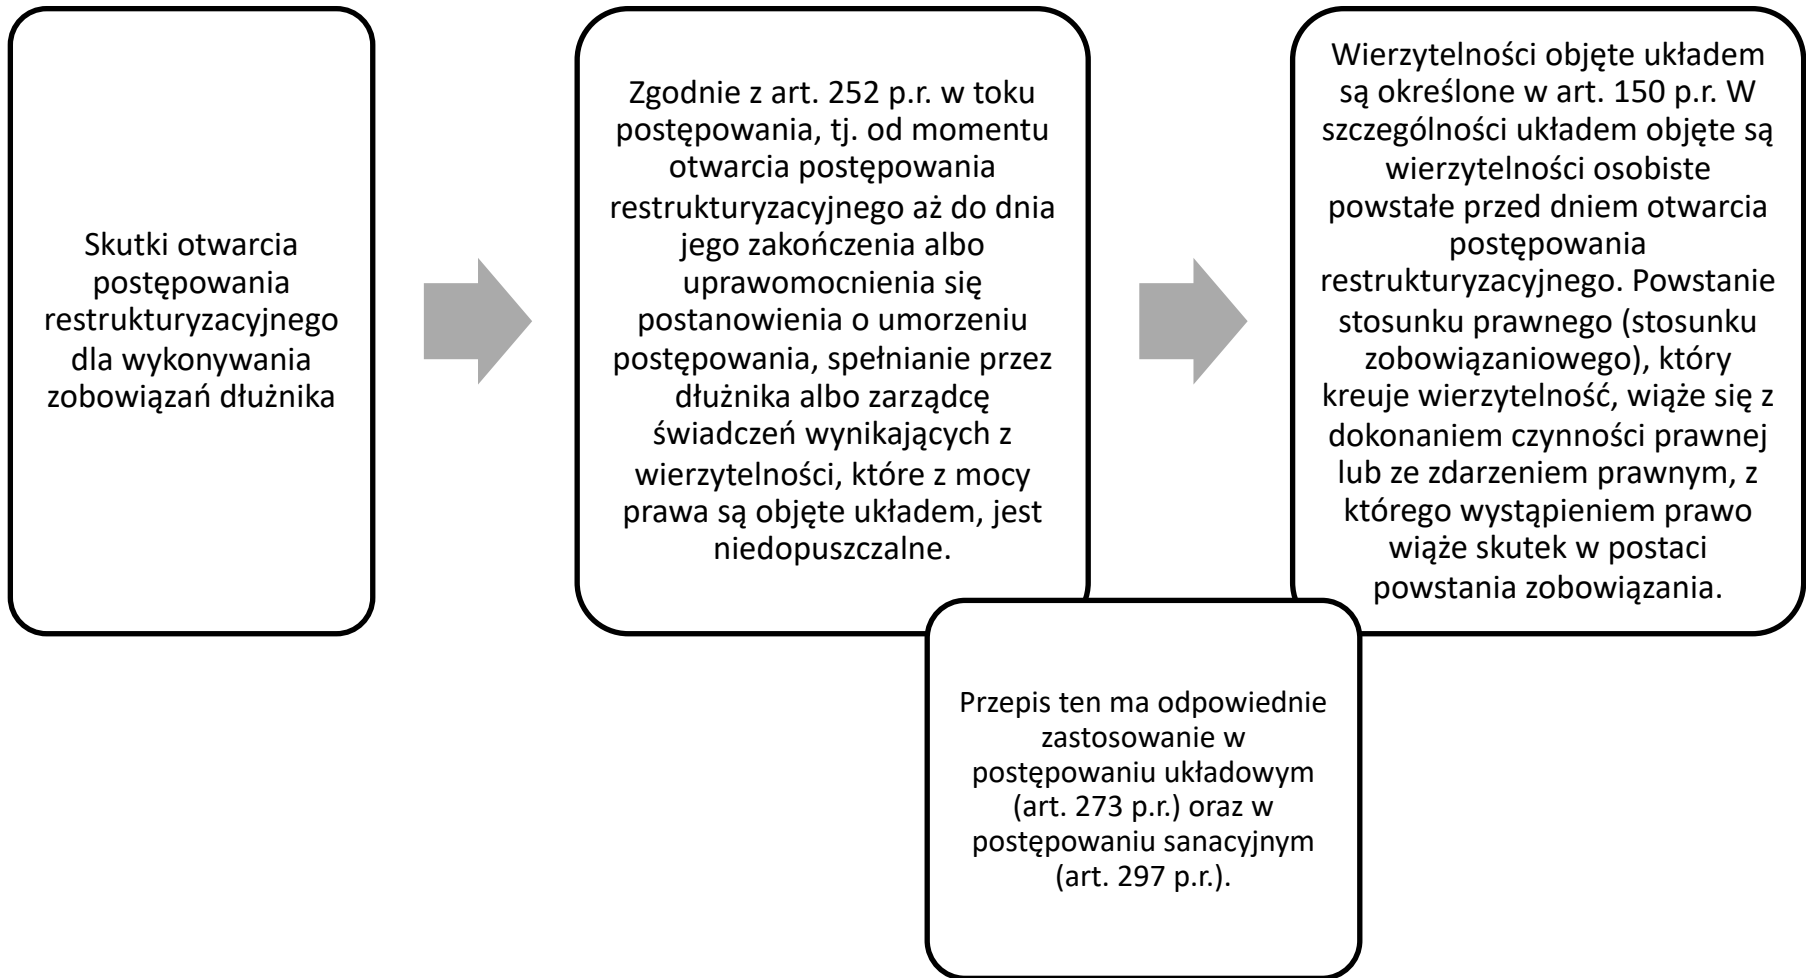 Skutki otwarcia
postępowania
restrukturyzacyjnego
dla wykonywania
zobowiązań dłużnika
Zgodnie z art. 252 p.r. w toku
postępowania, tj. od momentu
otwarcia postępowania
restrukturyzacyjnego aż do dnia
jego zakończenia albo
uprawomocnienia się
postanowienia o umorzeniu
postępowania, spełnianie przez
dłużnika albo zarządcę
świadczeń wynikających z
wierzytelności, które z mocy
prawa są objęte układem, jest
niedopuszczalne.
Wierzytelności objęte układem
są określone w art. 150 p.r. W
szczególności układem objęte są
wierzytelności osobiste
powstałe przed dniem otwarcia
postępowania
restrukturyzacyjnego. Powstanie
stosunku prawnego (stosunku
zobowiązaniowego), który
kreuje wierzytelność, wiąże się z
dokonaniem czynności prawnej
lub ze zdarzeniem prawnym, z
którego wystąpieniem prawo
wiąże skutek w postaci
powstania zobowiązania.
Przepis ten ma odpowiednie
zastosowanie w
postępowaniu układowym
(art. 273 p.r.) oraz w
postępowaniu sanacyjnym
(art. 297 p.r.).